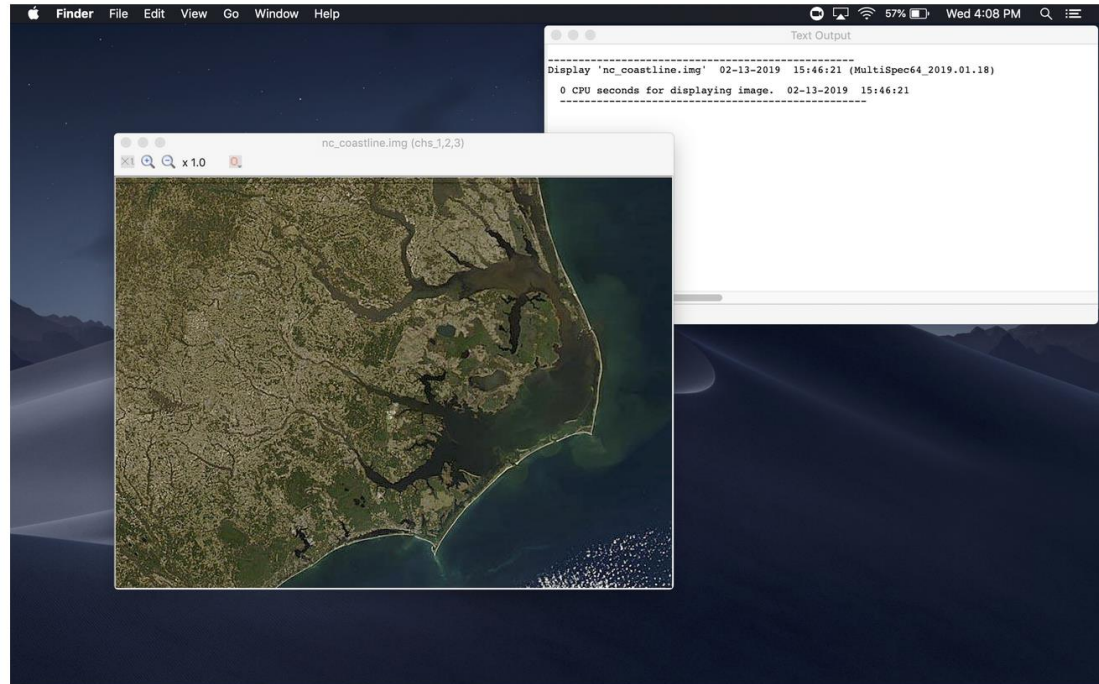 Finder File Edit View Go Window Help 57% Wed 4:08 PM
Text Output
Display 'nc_coastline.img' 02-13-2019 15:46:21 (MultiSpec64_2019.01.18)
0 CPU seconds for displaying image. 02-13-2019 15:46:21
nc_coastline.img (chs_1,2,3)
×1 x 1.0